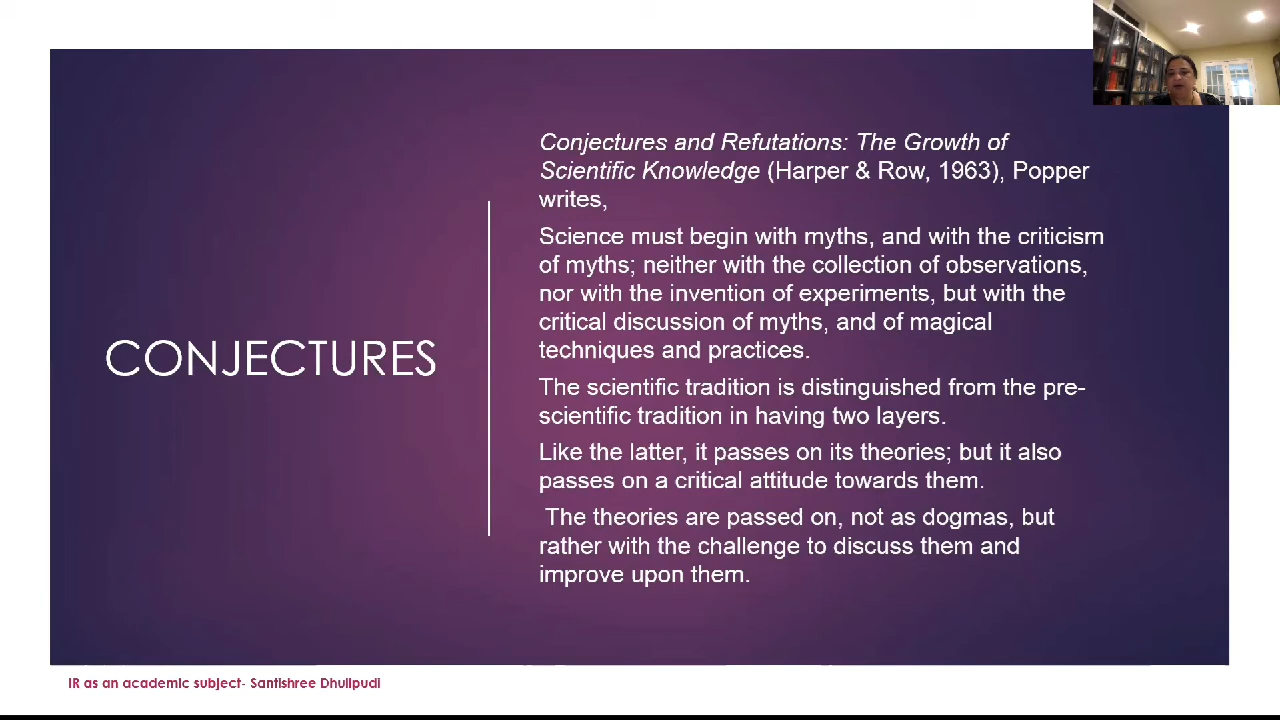 Conjectures and Refutations: The Growth of
Scientific Knowledge (Harper & Row, 1963), Popper
writes,
Science must begin with myths, and with the criticism
of myths; neither with the collection of observations,
nor with the invention of experiments, but with the
critical discussion of myths, and of magical
techniques and practices.
CONJECTURES
The scientific tradition is distinguished from the pre-
scientific tradition in having two layers.
Like the latter, it passes on its theories; but it also
passes on a critical attitude towards them.
The theories are passed on, not as dogmas, but
rather with the challenge to discuss them and
improve upon them.
IR as an academic subject- Santishree Dhulipudi